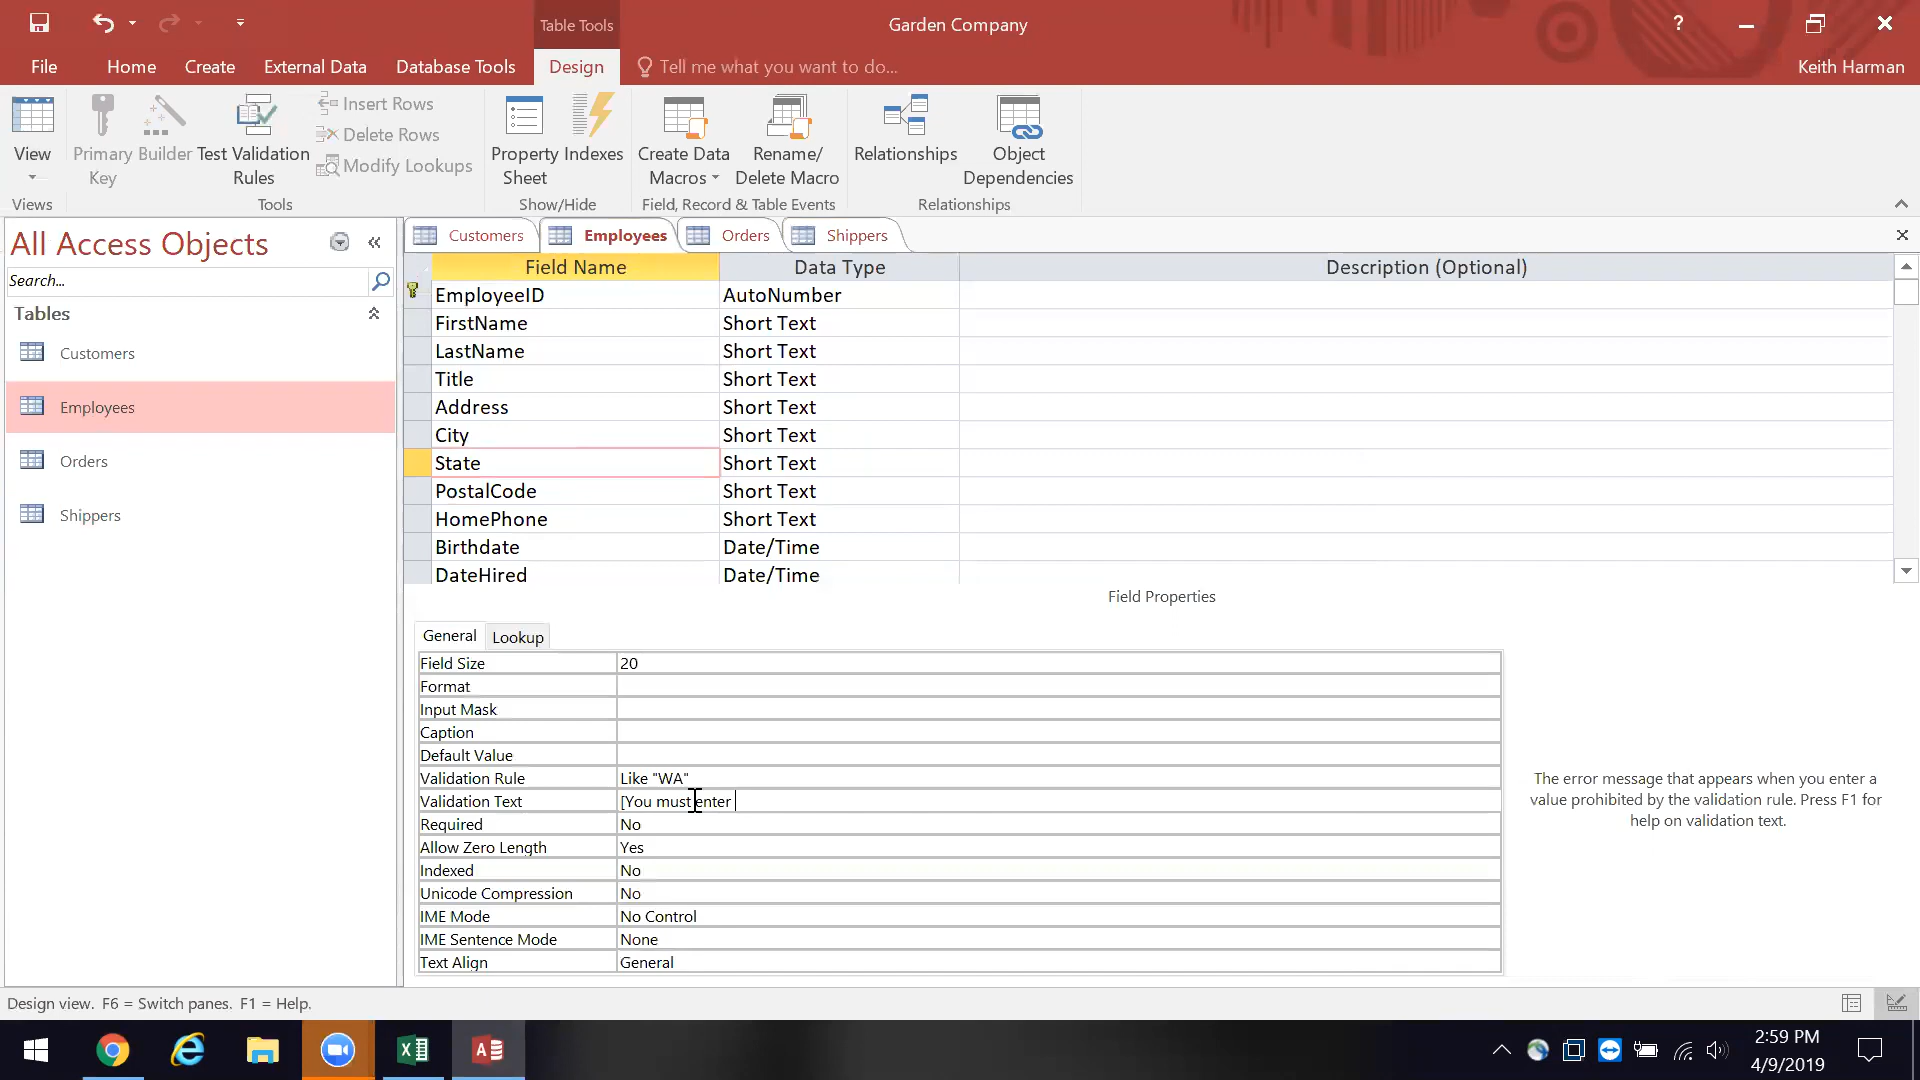 Table Tools
Garden Company
?
File
Home
Create
External Data
Database Tools
Design
Tell me what you want to do...
Keith Harman
View
Primary Key
Builder
Test Validation Rules
Insert Rows
Delete Rows
Modify Lookups
Property Sheet
Indexes
Create Data Macros
Rename/ Delete Macro
Relationships
Object Dependencies
Views
Tools
Show/Hide
Field, Record & Table Events
Relationships
All Access Objects
Search...
Tables
Customers
Employees
Orders
Shippers
Customers
Employees
Orders
Shippers
Field Name Data Type Description (Optional)
EmployeeID AutoNumber
FirstName Short Text
LastName Short Text
Title Short Text
Address Short Text
City Short Text
State Short Text
PostalCode Short Text
HomePhone Short Text
Birthdate Date/Time
DateHired Date/Time
Field Properties
General Lookup
Field Size 20
Format
Input Mask
Caption
Default Value
Validation Rule Like "WA"
Validation Text [You must enter
Required No
Allow Zero Length Yes
Indexed No
Unicode Compression No
IME Mode No Control
IME Sentence Mode None
Text Align General
The error message that appears when you enter a
value prohibited by the validation rule. Press F1 for
help on validation text.
Design view. F6 = Switch panes. F1 = Help.
2:59 PM
4/9/2019